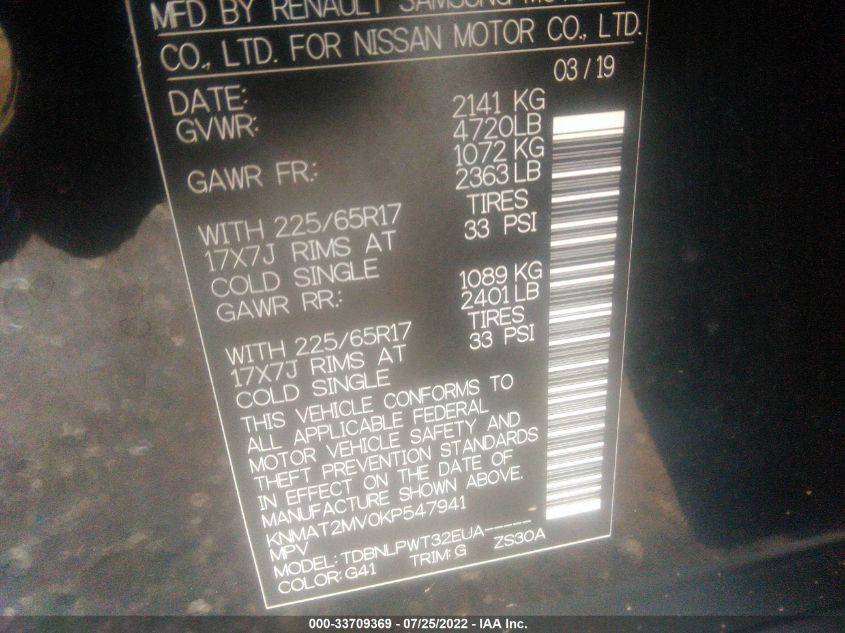 MFD BY RENAULT SAMSUNG
CO., LTD. FOR NISSAN MOTOR CO., LTD.
DATE: 03 / 19
GVWR: 2141 KG
4720LB
GAWR FR: 1072 KG
2363 LB
WITH 225/65R17 TIRES
17X7J RIMS AT 33 PSI
COLD SINGLE
GAWR RR: 1089 KG
2401 LB
WITH 225/65R17 TIRES
17X7J RIMS AT 33 PSI
COLD SINGLE
THIS VEHICLE CONFORMS TO
ALL APPLICABLE FEDERAL
MOTOR VEHICLE SAFETY AND
THEFT PREVENTION STANDARDS
IN EFFECT ON THE DATE OF
MANUFACTURE SHOWN ABOVE.
KNMAT2MV0KP547941
MPV
MODEL: TDBNLPWT32EUA------
COLOR: G41 TRIM: G ZS30A
000-33709369 - 07/25/2022 - IAA Inc.